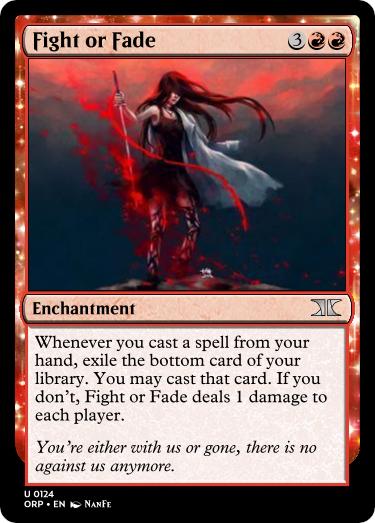 Fight or Fade 3
Enchantment
Whenever you cast a spell from your
hand, exile the bottom card of your
library. You may cast that card. If you
don't, Fight or Fade deals 1 damage to
each player.
You're either with us or gone, there is no
against us anymore.
U 0124
ORP • EN NanFe